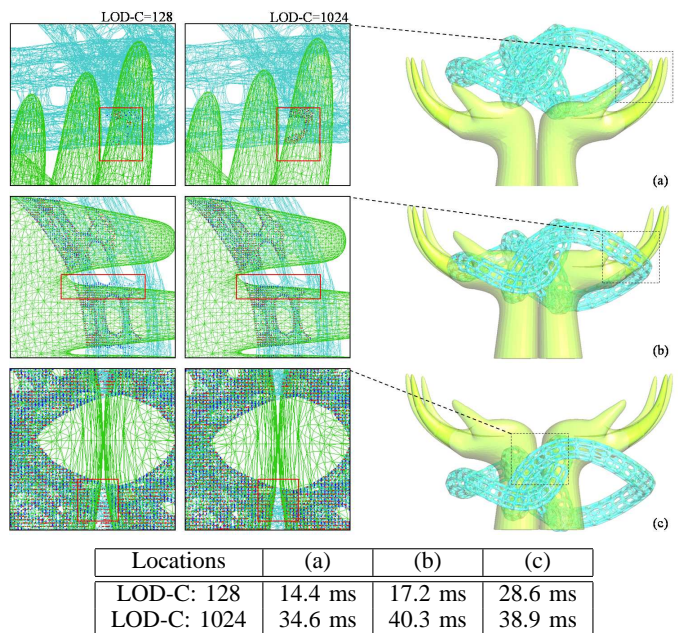 LOD-C=128
LOD-C=1024
(a)
(b)
(c)
Locations (a) (b) (c)
LOD-C: 128 14.4 ms 17.2 ms 28.6 ms
LOD-C: 1024 34.6 ms 40.3 ms 38.9 ms